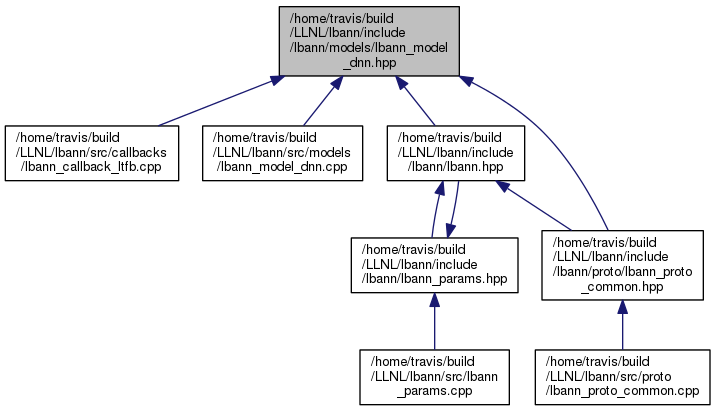 /home/travis/build
/LLNL/lbann/include
/lbann/models/lbann_model
_dnn.hpp
/home/travis/build
/LLNL/lbann/src/callbacks
/lbann_callback_ltfb.cpp
/home/travis/build
/LLNL/lbann/src/models
/lbann_model_dnn.cpp
/home/travis/build
/LLNL/lbann/include
/lbann/lbann.hpp
/home/travis/build
/LLNL/lbann/include
/lbann/lbann_params.hpp
/home/travis/build
/LLNL/lbann/include
/lbann/proto/lbann_proto
_common.hpp
/home/travis/build
/LLNL/lbann/src/lbann
_params.cpp
/home/travis/build
/LLNL/lbann/src/proto
/lbann_proto_common.cpp